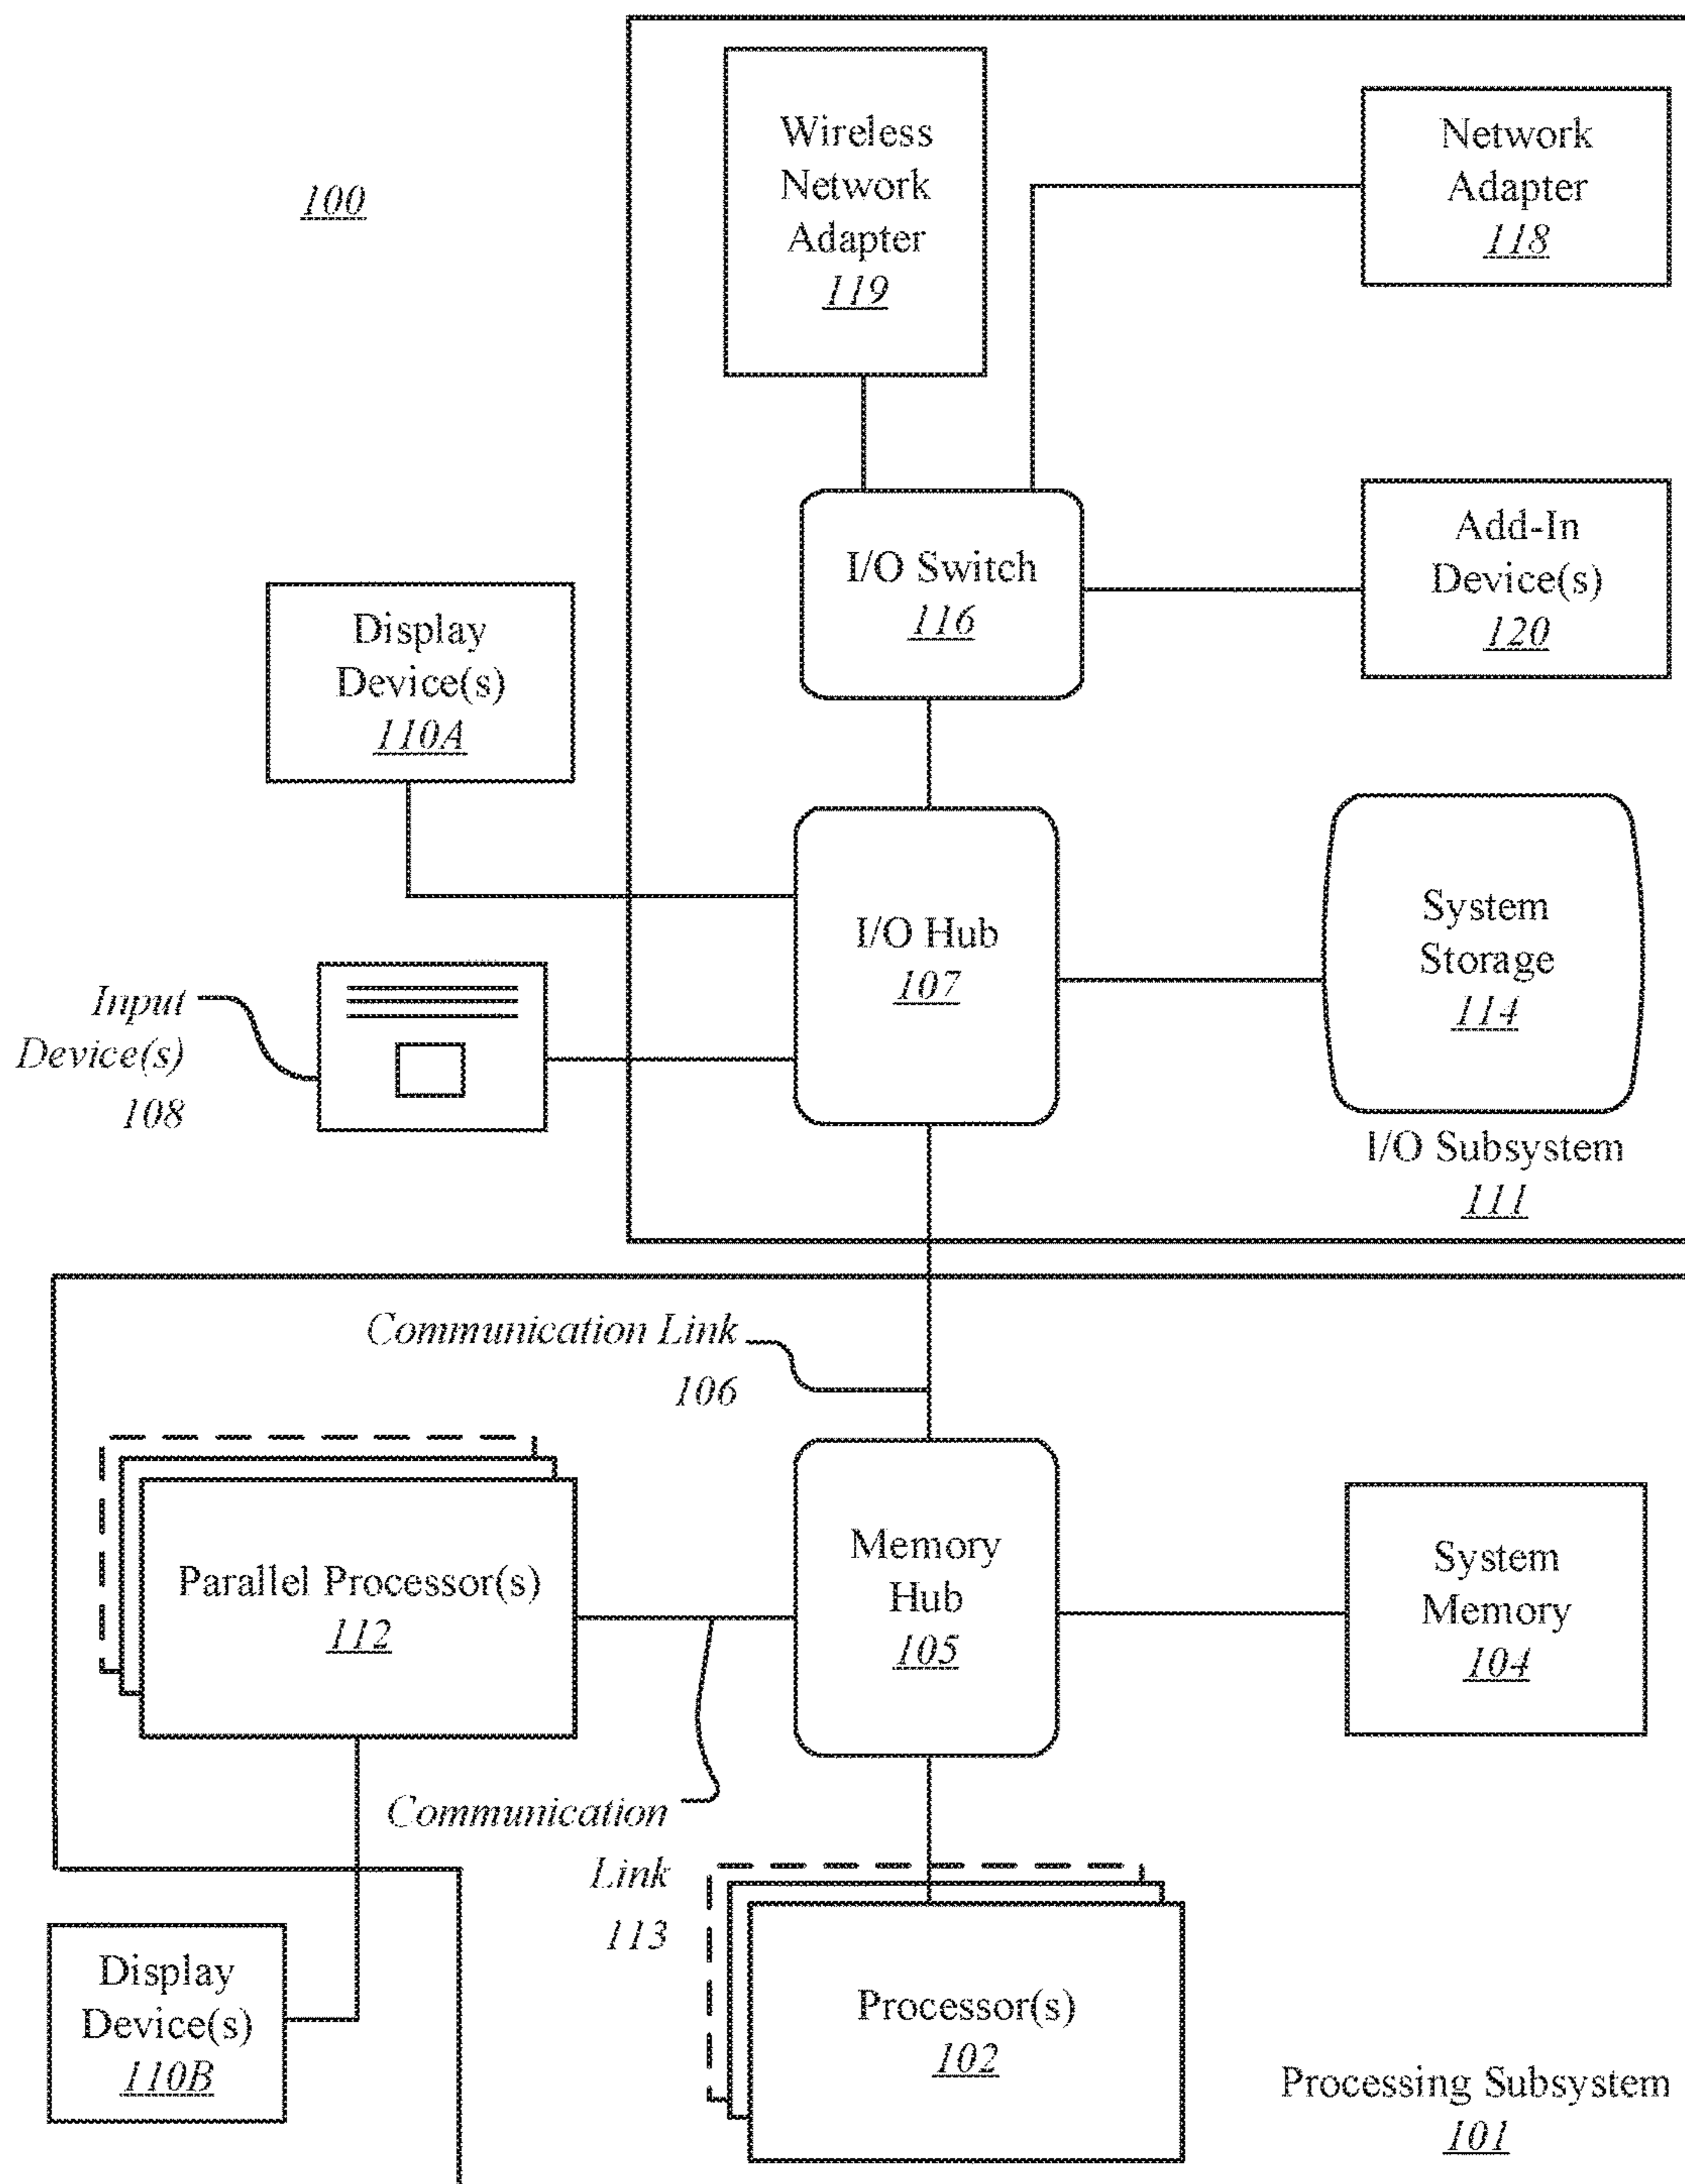 100
Wireless
Network
Adapter
119
Network
Adapter
118
I/O Switch
116
Add-In
Device(s)
120
Display
Device(s)
110A
I/O Hub
107
System
Storage
114
Input
Device(s)
108
I/O Subsystem
111
Communication Link
106
Parallel Processor(s)
112
Memory
Hub
105
System
Memory
104
Communication
Link
113
Display
Device(s)
110B
Processor(s)
102
Processing Subsystem
101